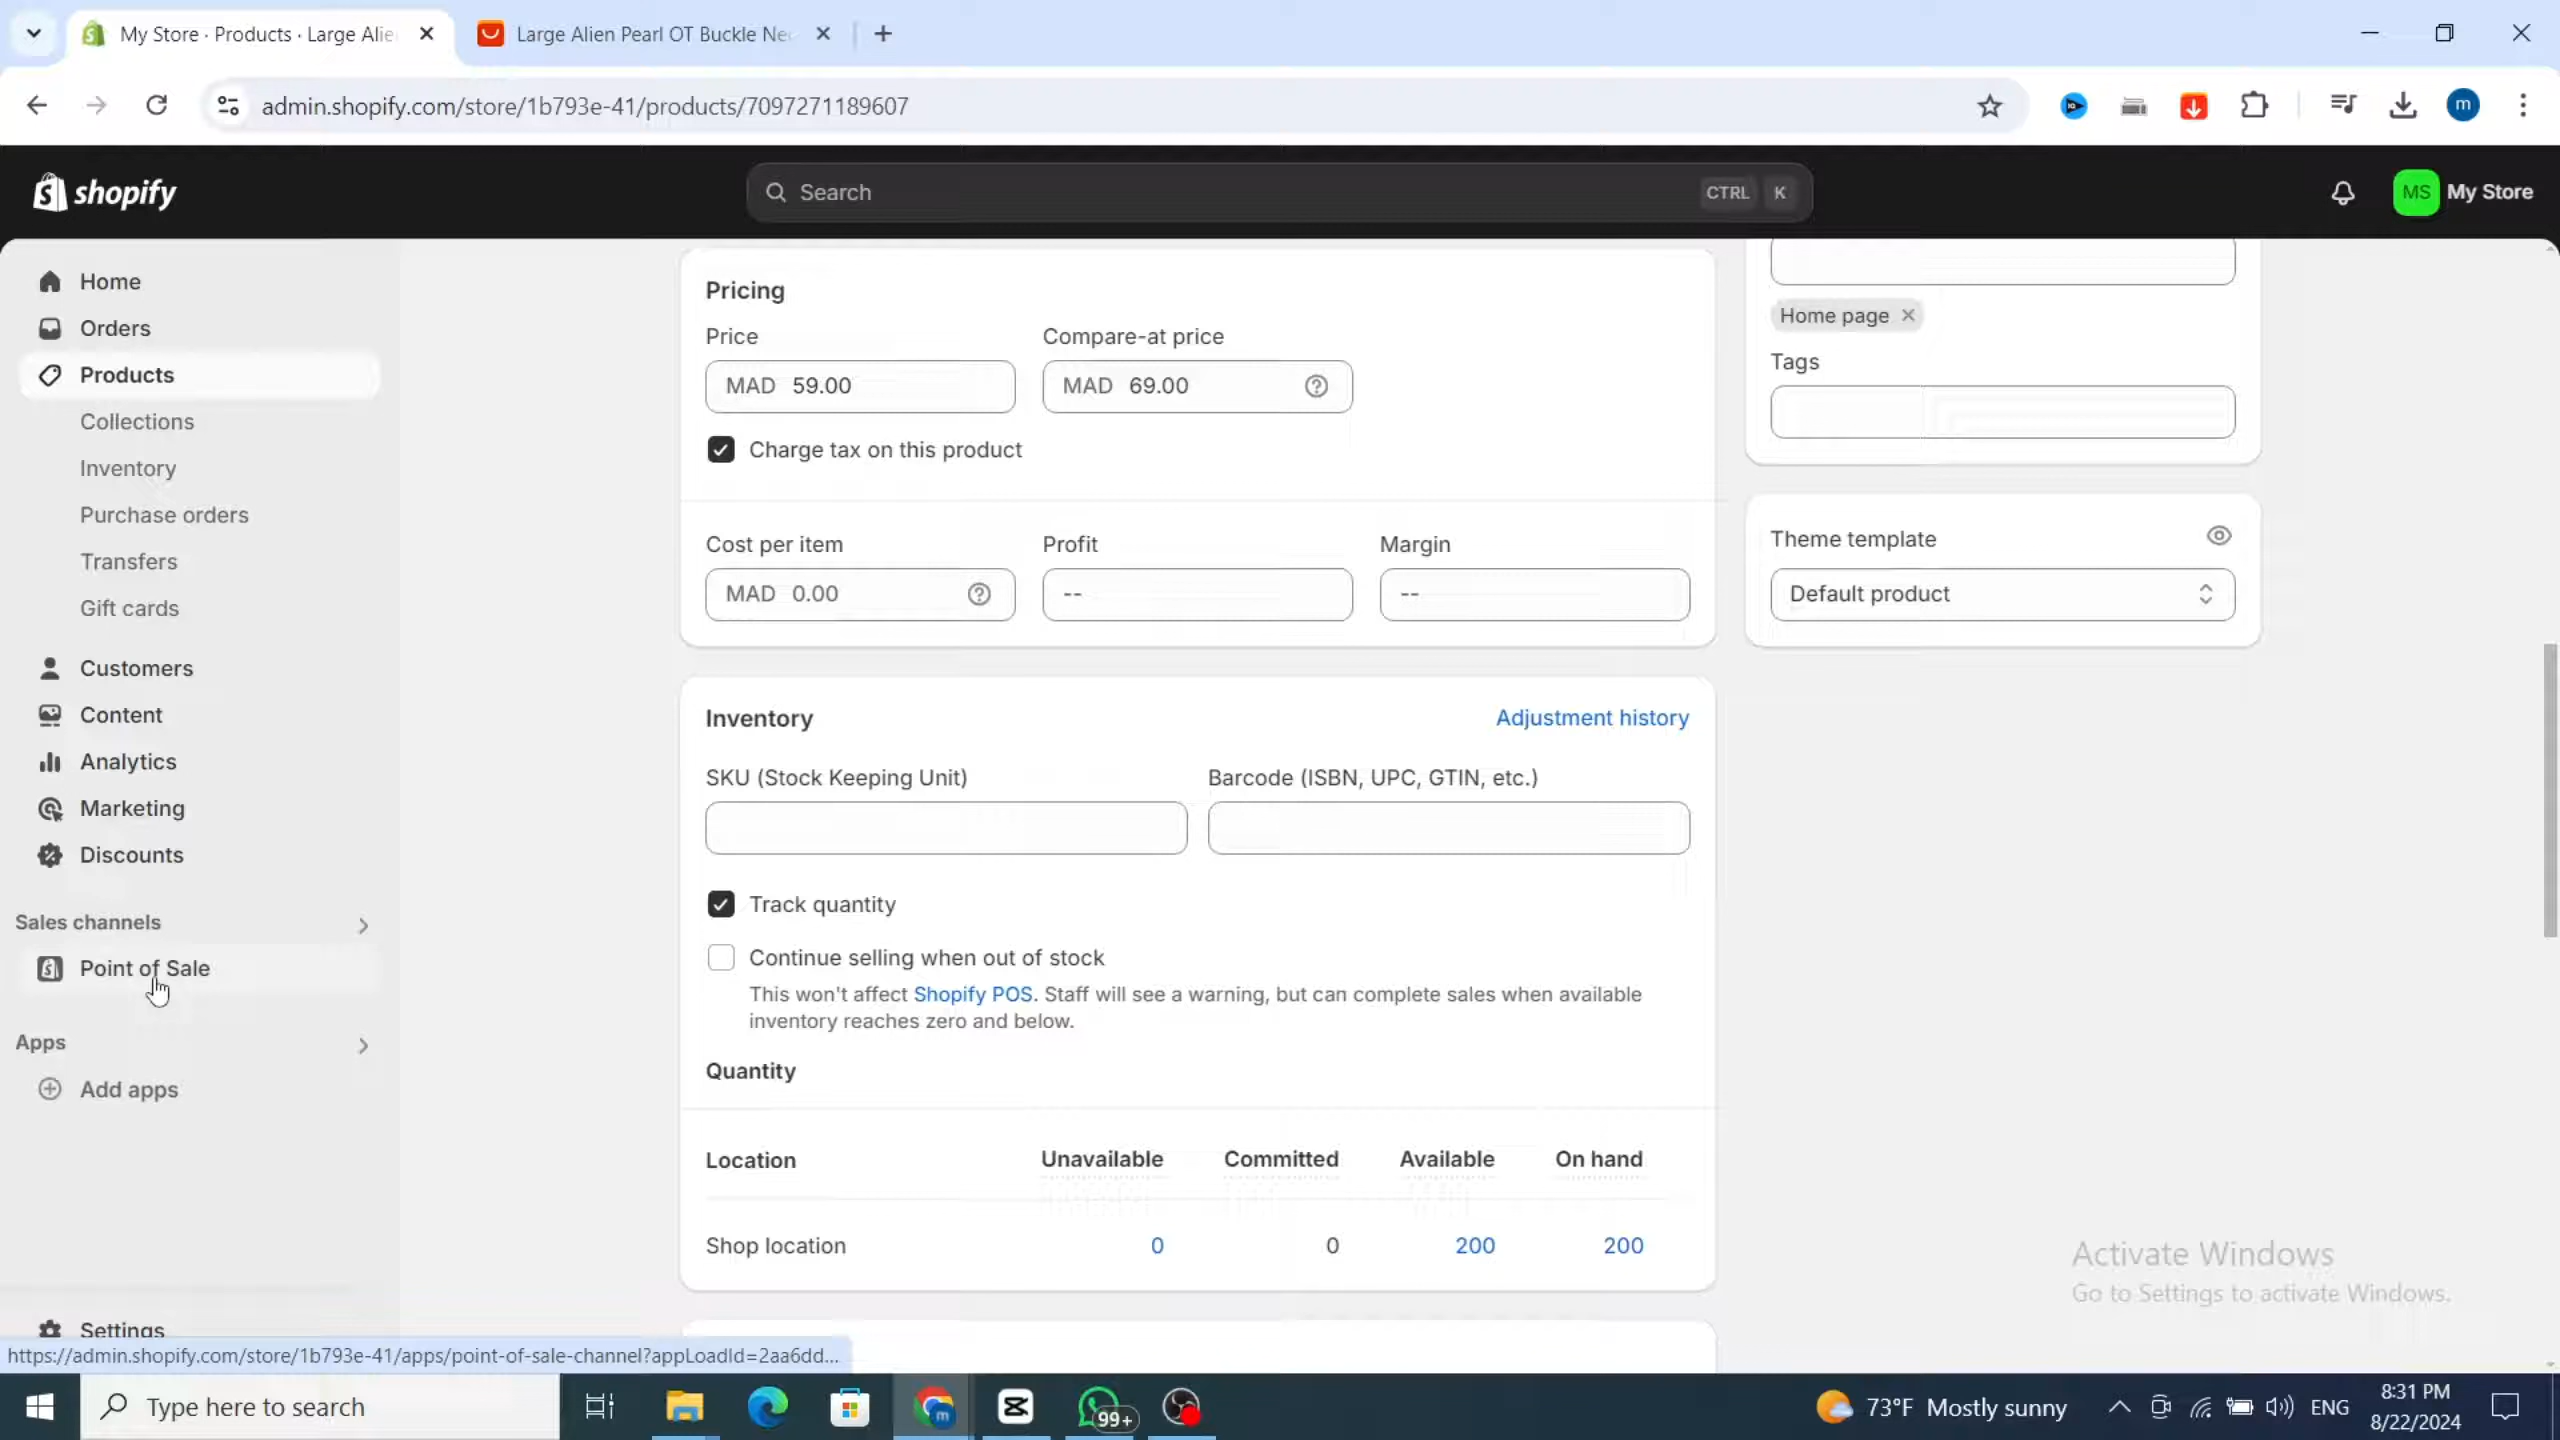 My Store · Products · Large Alie
Large Alien Pearl OT Buckle Nec
admin.shopify.com/store/1b793e-41/products/7097271189607
m
shopify
Search
CTRL K
MS My Store
Home
Orders
Products
Collections
Inventory
Purchase orders
Transfers
Gift cards
Customers
Content
Analytics
Marketing
Discounts
Sales channels
Point of Sale
Apps
Add apps
Settings
Pricing
Price
Compare-at price
MAD 59.00
MAD 69.00
Charge tax on this product
Cost per item
Profit
Margin
MAD 0.00
--
--
Inventory
Adjustment history
SKU (Stock Keeping Unit)
Barcode (ISBN, UPC, GTIN, etc.)
Track quantity
Continue selling when out of stock
This won't affect Shopify POS. Staff will see a warning, but can complete sales when available
inventory reaches zero and below.
Quantity
Location Unavailable Committed Available On hand
Shop location 0 0 200 200
Home page
Tags
Theme template
Default product
Activate Windows
Go to Settings to activate Windows.
https://admin.shopify.com/store/1b793e-41/apps/point-of-sale-channel?appLoadId=2aa6dd...
Type here to search
m
99+
73°F Mostly sunny
ENG
8:31 PM
8/22/2024